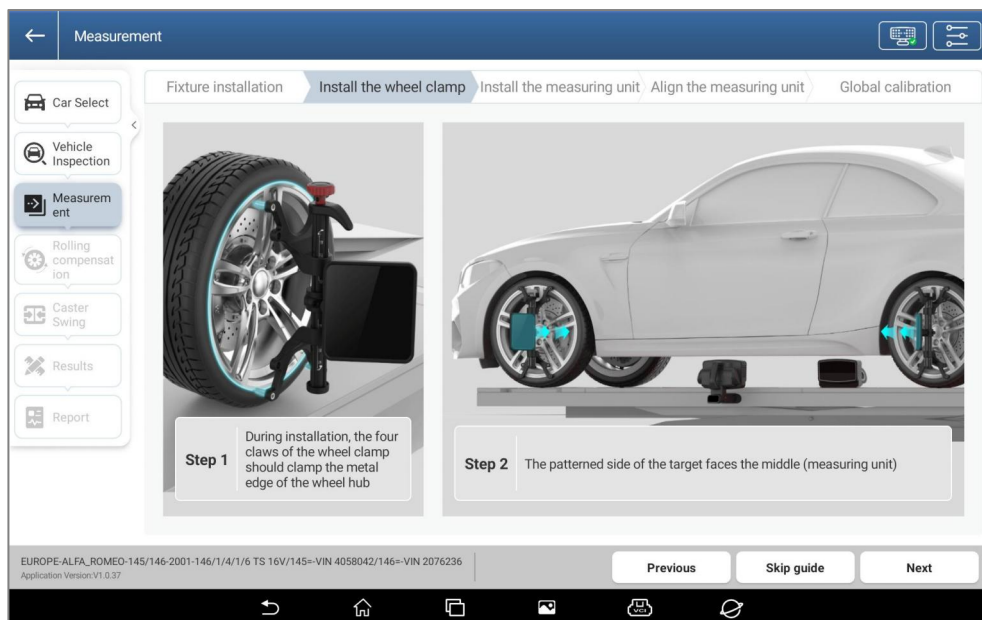 Measurement
Car Select
Vehicle
Inspection
Measurem
ent
Rolling
compensat
ion
Caster
Swing
Results
Report
Fixture installation
Install the wheel clamp
Install the measuring unit
Align the measuring unit
Global calibration
Step 1
During installation, the four
claws of the wheel clamp
should clamp the metal
edge of the wheel hub
Step 2
The patterned side of the target faces the middle (measuring unit)
EUROPE-ALFA_ROMEO-145/146-2001-146/1/4/1/6 TS 16V/145=-VIN 4058042/146=-VIN 2076236
Application Version:V1.0.37
Previous
Skip guide
Next
VCI